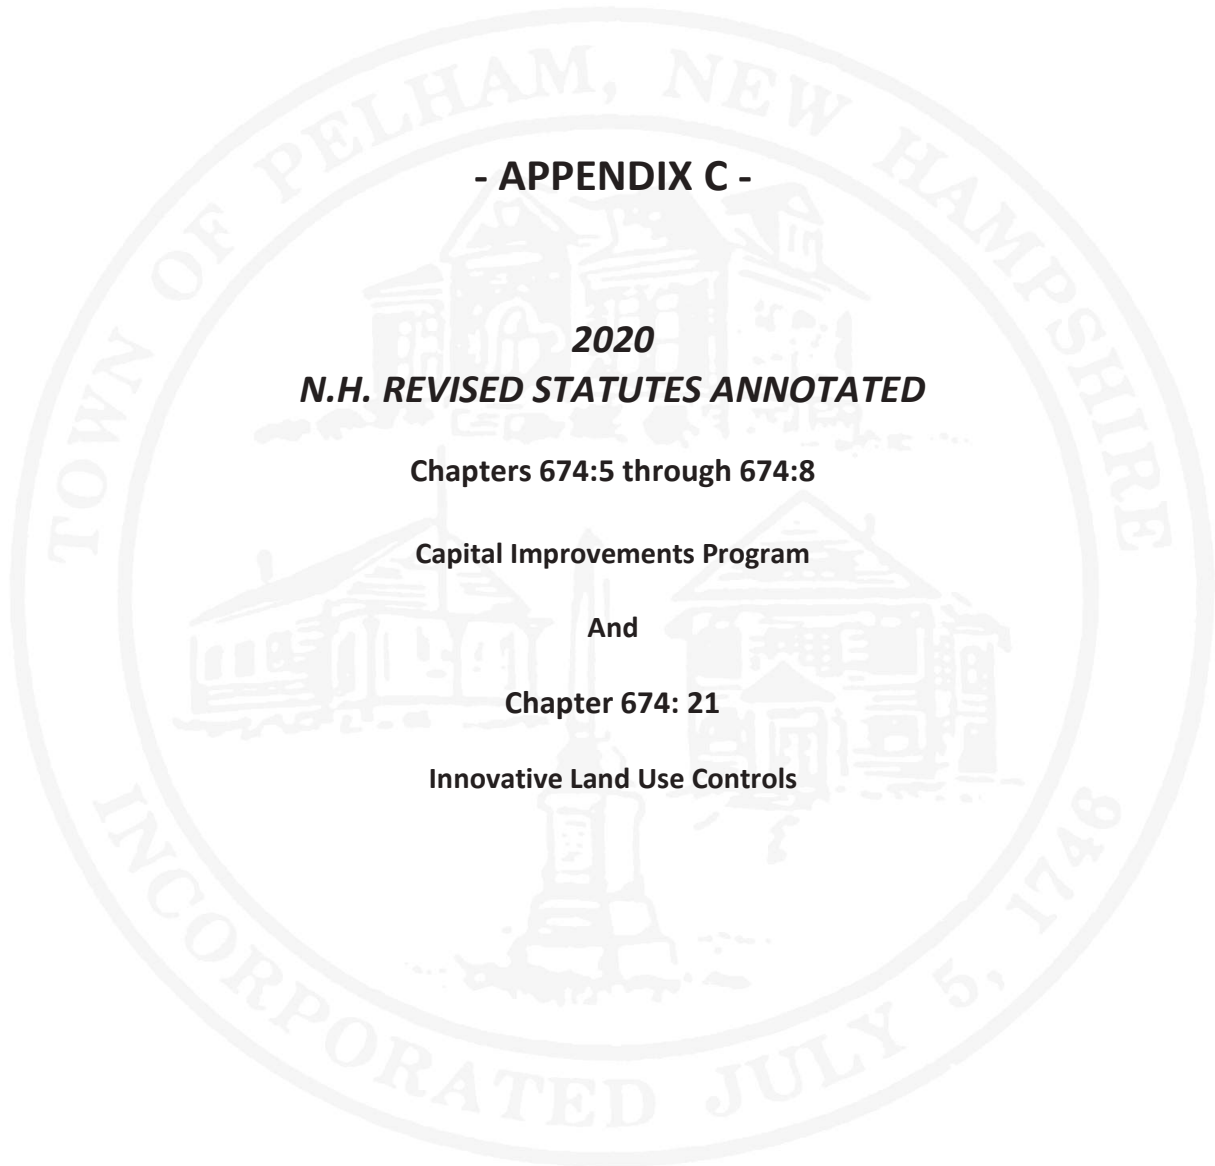 TOWN OF PELHAM, NEW HAMPSHIRE
- APPENDIX C -
2020
N.H. REVISED STATUTES ANNOTATED
Chapters 674:5 through 674:8
Capital Improvements Program
And
Chapter 674: 21
Innovative Land Use Controls
INCORPORATED JULY 5, 1746